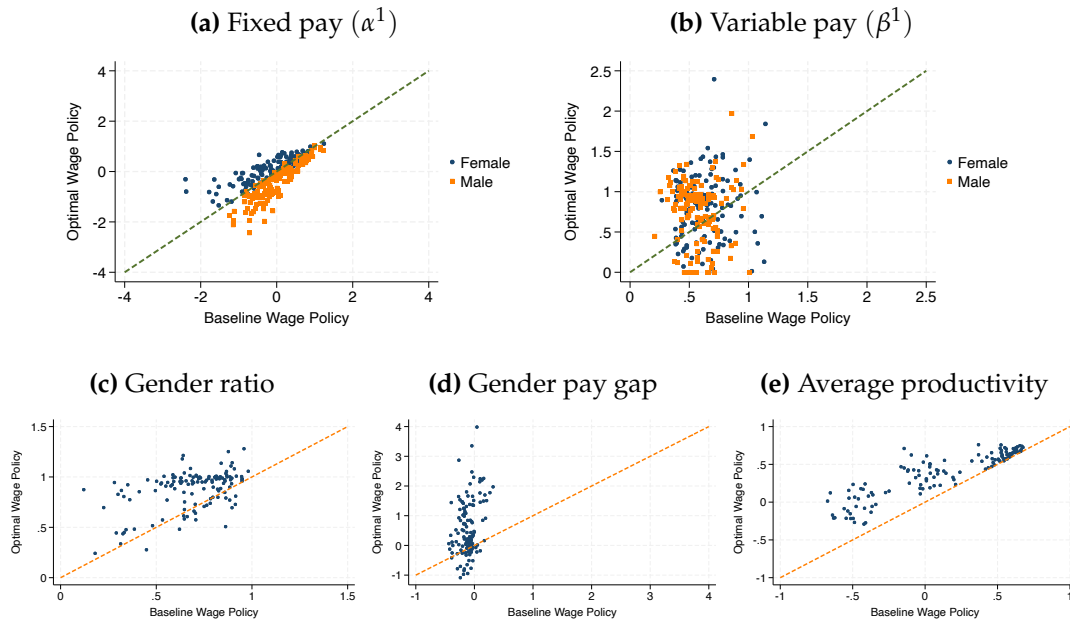 (a) Fixed pay (α¹)
4
2
0
-2
-4
-4
-2
0
2
4
Optimal Wage Policy
Baseline Wage Policy
Female
Male
(b) Variable pay (β¹)
2.5
2
1.5
1
.5
0
0
.5
1
1.5
2
2.5
Optimal Wage Policy
Baseline Wage Policy
Female
Male
(c) Gender ratio
1.5
1
.5
0
0
.5
1
1.5
Optimal Wage Policy
Baseline Wage Policy
(d) Gender pay gap
4
3
2
1
0
-1
-1
0
1
2
3
4
Optimal Wage Policy
Baseline Wage Policy
(e) Average productivity
1
.5
0
-.5
-1
-1
-.5
0
.5
1
Optimal Wage Policy
Baseline Wage Policy